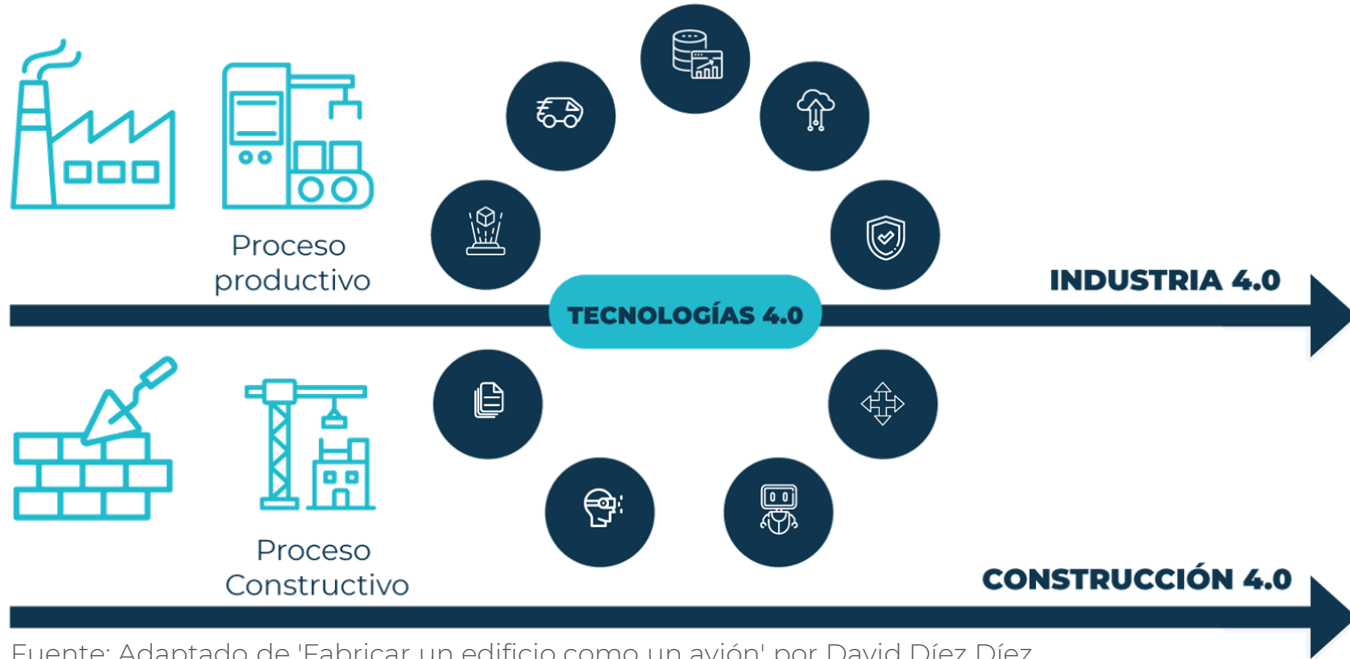 Proceso
productivo
INDUSTRIA 4.0
TECNOLOGÍAS 4.0
Proceso
Constructivo
CONSTRUCCIÓN 4.0
Fuente: Adaptado de 'Fabricar un edificio como un avión' por David Díez Díez